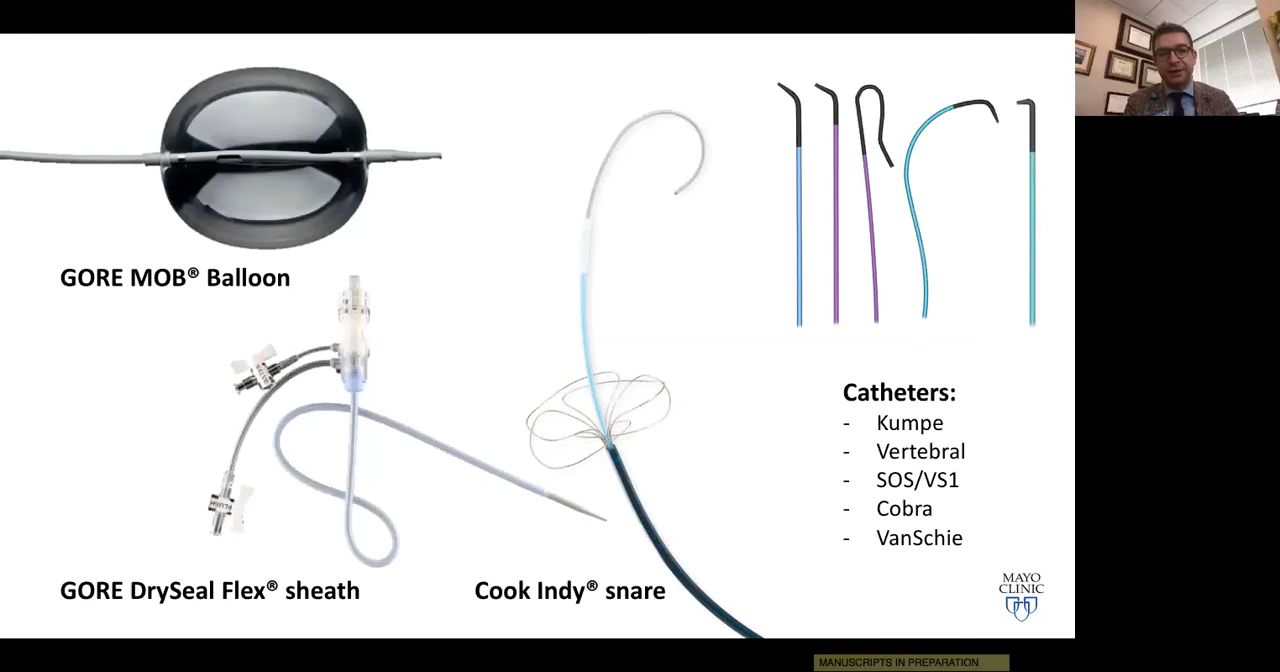 GORE MOB® Balloon
GORE DrySeal Flex® sheath
Cook Indy® snare
Catheters:
- Kumpe
- Vertebral
- SOS/VS1
- Cobra
- VanSchie
MAYO
CLINIC
FLUSH
MANUSCRIPTS IN PREPARATION